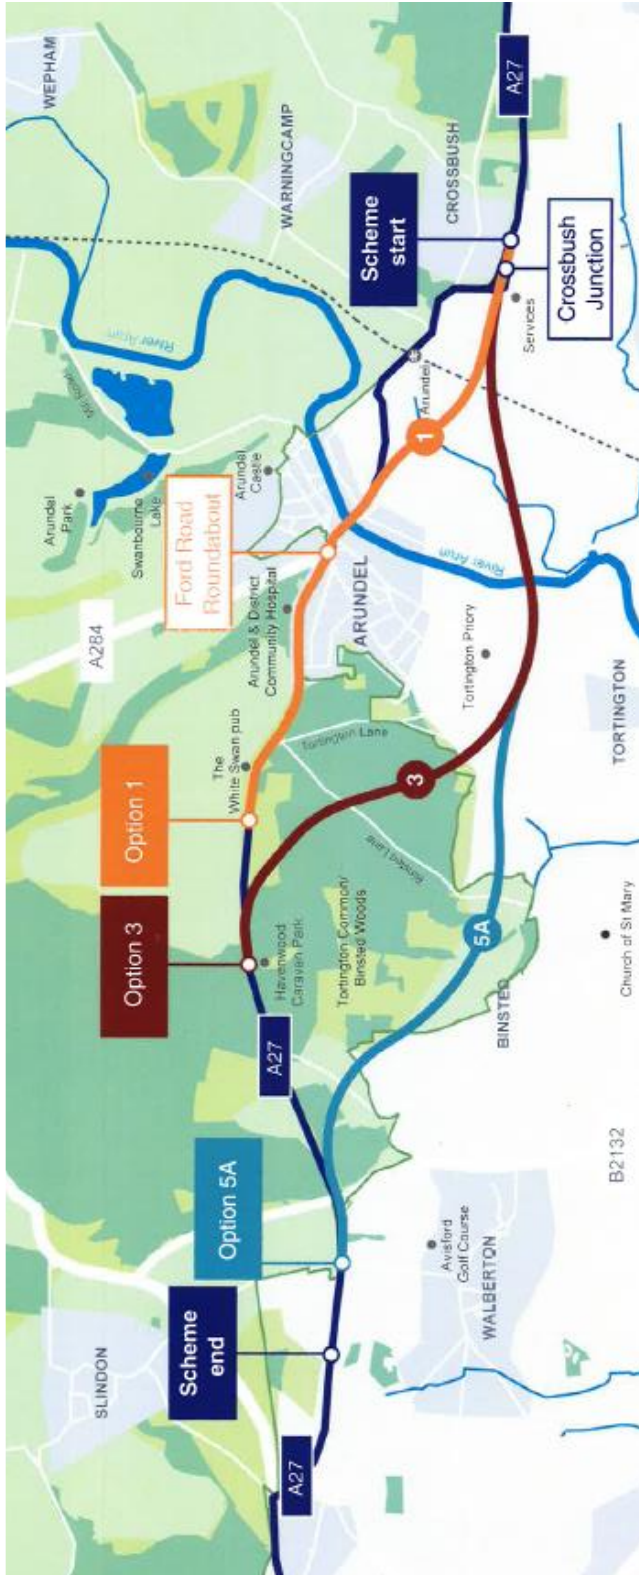 SLINDON
Scheme
end
A27
Option 5A
A27
Option 3
Option 1
A284
Arundel
Park
Swanbourne
Lake
Mill Road
River Arun
WEPHAM
WARNINGCAMP
Ford Road
Roundabout
Arundel
Castle
Arundel & District
Community Hospital
The
White Swan pub
Havenwood
Caravan Park
Tortington Common/
Binsted Woods
Binsted Lane
Tortington Lane
ARUNDEL
1
Arundel
Scheme
start
CROSSBUSH
A27
Services
Crossbush
Junction
3
Tortington Priory
River Arun
TORTINGTON
5A
BINSTED
Church of St Mary
B2132
Avisford
Golf Course
WALBERTON